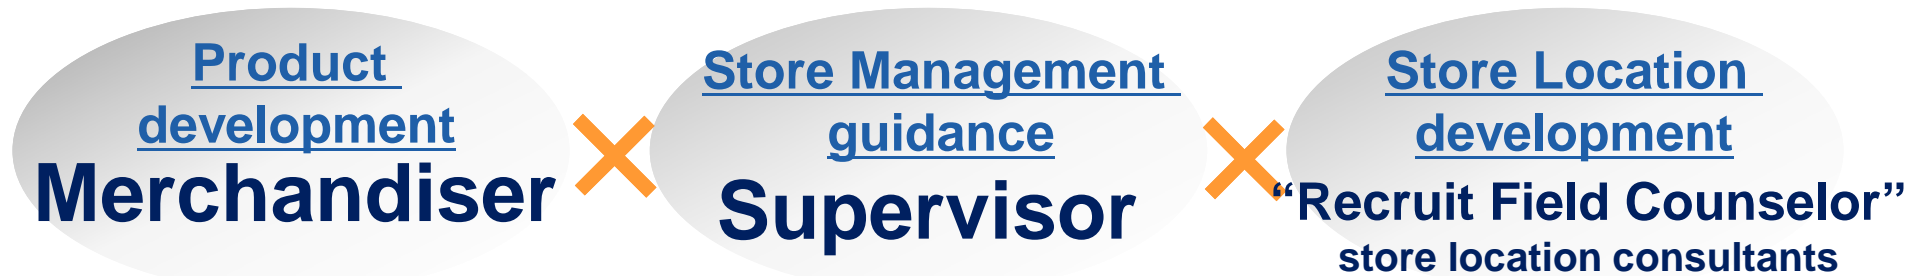 Product
development
Merchandiser
Store Management
guidance
Supervisor
Store Location
development
“Recruit Field Counselor”
store location consultants